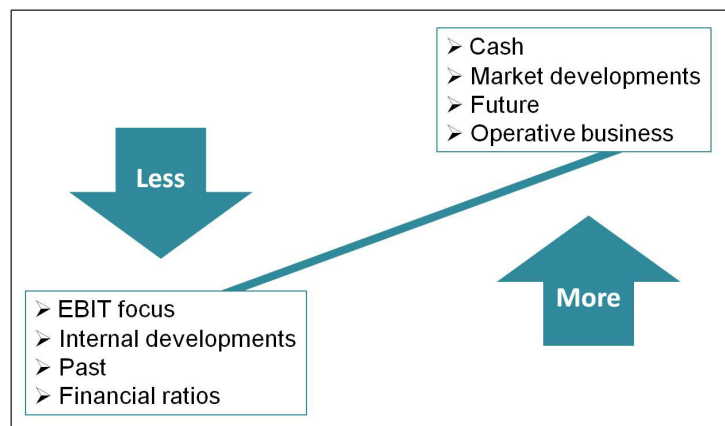 ➢ Cash
➢ Market developments
➢ Future
➢ Operative business
Less
➢ EBIT focus
➢ Internal developments
➢ Past
➢ Financial ratios
More